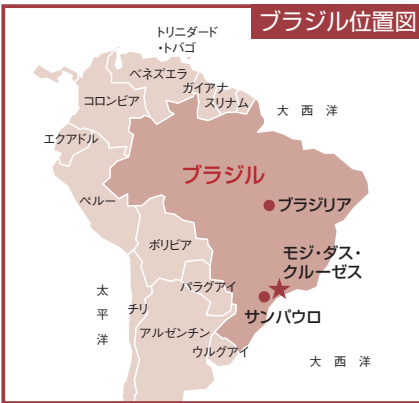 ブラジル位置図
トリニダード
・トバゴ
ベネズエラ
ガイアナ
スリナム
コロンビア
大西洋
エクアドル
ブラジル
ペルー
ブラジリア
ボリビア
モジ・ダス・
クルーゼス
パラグアイ
太平洋
チリ
サンパウロ
アルゼンチン
ウルグアイ
大西洋